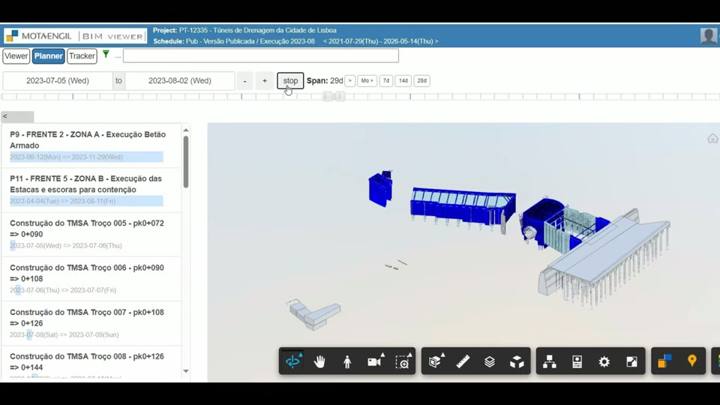 MOTAENGIL | BIM VIEWER
Project: PT-12335 - Túneis de Drenagem da Cidade de Lisboa
Schedule: Pub - Versão Publicada / Execução 2023-08 < 2021-07-29(Thu) - 2026-05-14(Thu) >
Viewer Planner Tracker ...
2023-07-05 (Wed) to 2023-08-02 (Wed) - + stop Span: 29d > Mo 7d 14d 28d
<
P9 - FRENTE 2 - ZONA A - Execução Betão
Armado
2023-06-12(Mon) => 2023-11-29(Wed)
P11 - FRENTE 5 - ZONA B - Execução das
Estacas e escoras para contenção
2023-04-04(Tue) => 2023-08-11(Fri)
Construção do TMSA Troço 005 - pk0+072
=> 0+090
2023-07-05(Wed) => 2023-07-06(Thu)
Construção do TMSA Troço 006 - pk0+090
=> 0+108
2023-07-06(Thu) => 2023-07-07(Fri)
Construção do TMSA Troço 007 - pk0+108
=> 0+126
2023-07-08(Sat) => 2023-07-09(Sun)
Construção do TMSA Troço 008 - pk0+126
=> 0+144